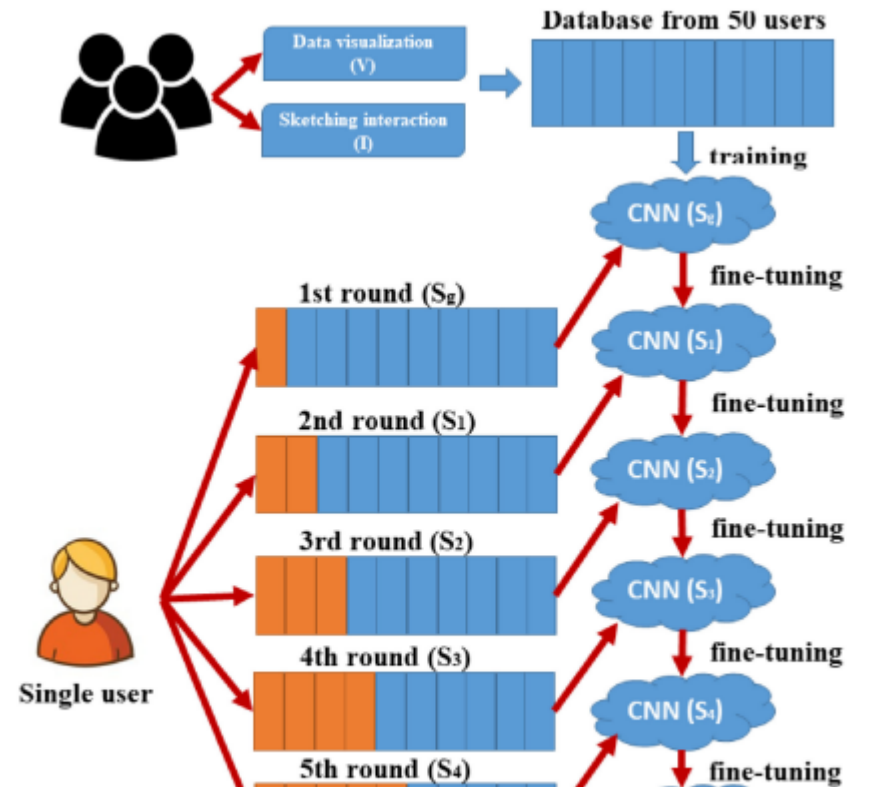 Database from 50 users
Data visualization
(V)
Sketching interaction
(I)
training
CNN (Sg)
fine-tuning
1st round (Sg)
CNN (S1)
fine-tuning
2nd round (S1)
CNN (S2)
fine-tuning
3rd round (S2)
CNN (S3)
fine-tuning
4th round (S3)
Single user
CNN (S4)
fine-tuning
5th round (S4)